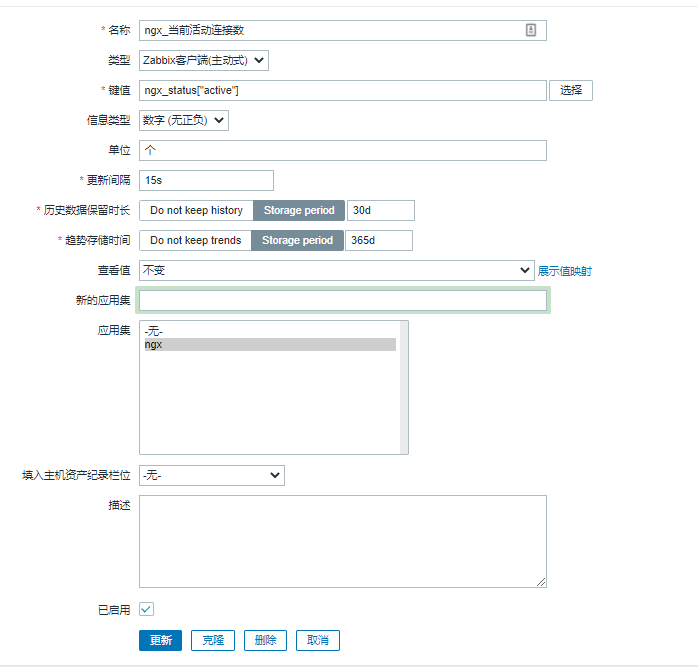 * 名称 ngx_当前活动连接数
类型 Zabbix客户端(主动式)
* 键值 ngx_status["active"] 选择
信息类型 数字 (无正负)
单位 个
* 更新间隔 15s
* 历史数据保留时长 Do not keep history Storage period 30d
* 趋势存储时间 Do not keep trends Storage period 365d
查看值 不变 展示值映射
新的应用集
应用集 -无-
ngx
填入主机资产纪录栏位 -无-
描述
已启用
更新 克隆 删除 取消